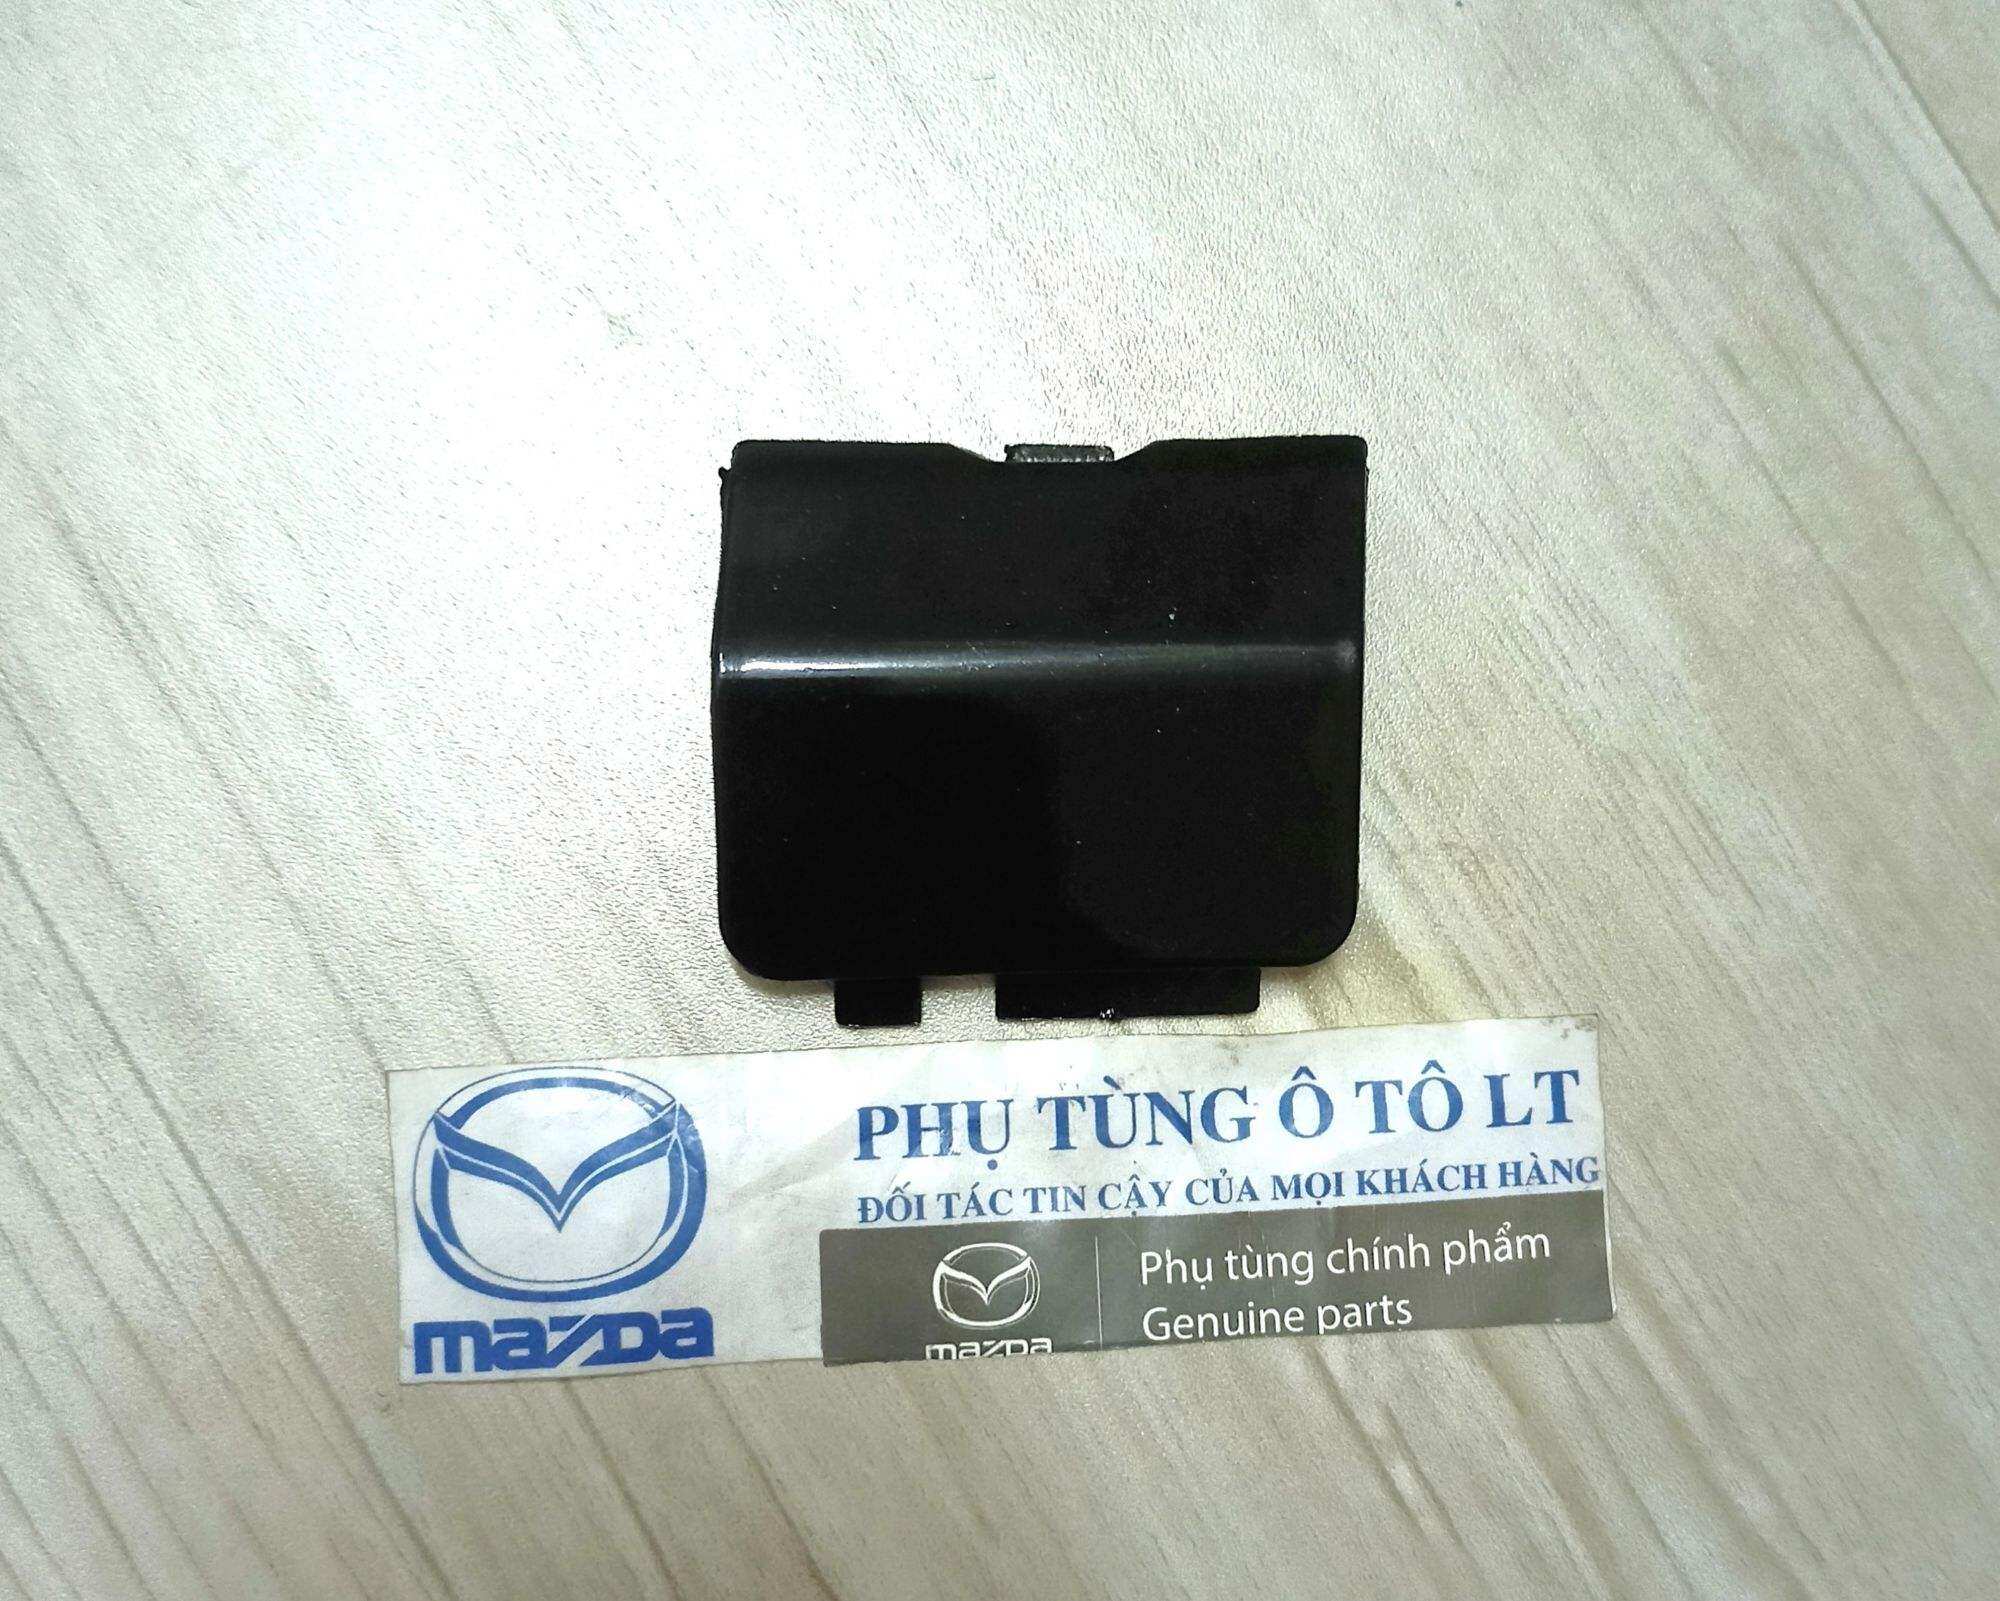 PHỤ TÙNG Ô TÔ LT
ĐỐI TÁC TIN CẬY CỦA MỌI KHÁCH HÀNG
mazda
Phụ tùng chính phẩm
Genuine parts
mazda